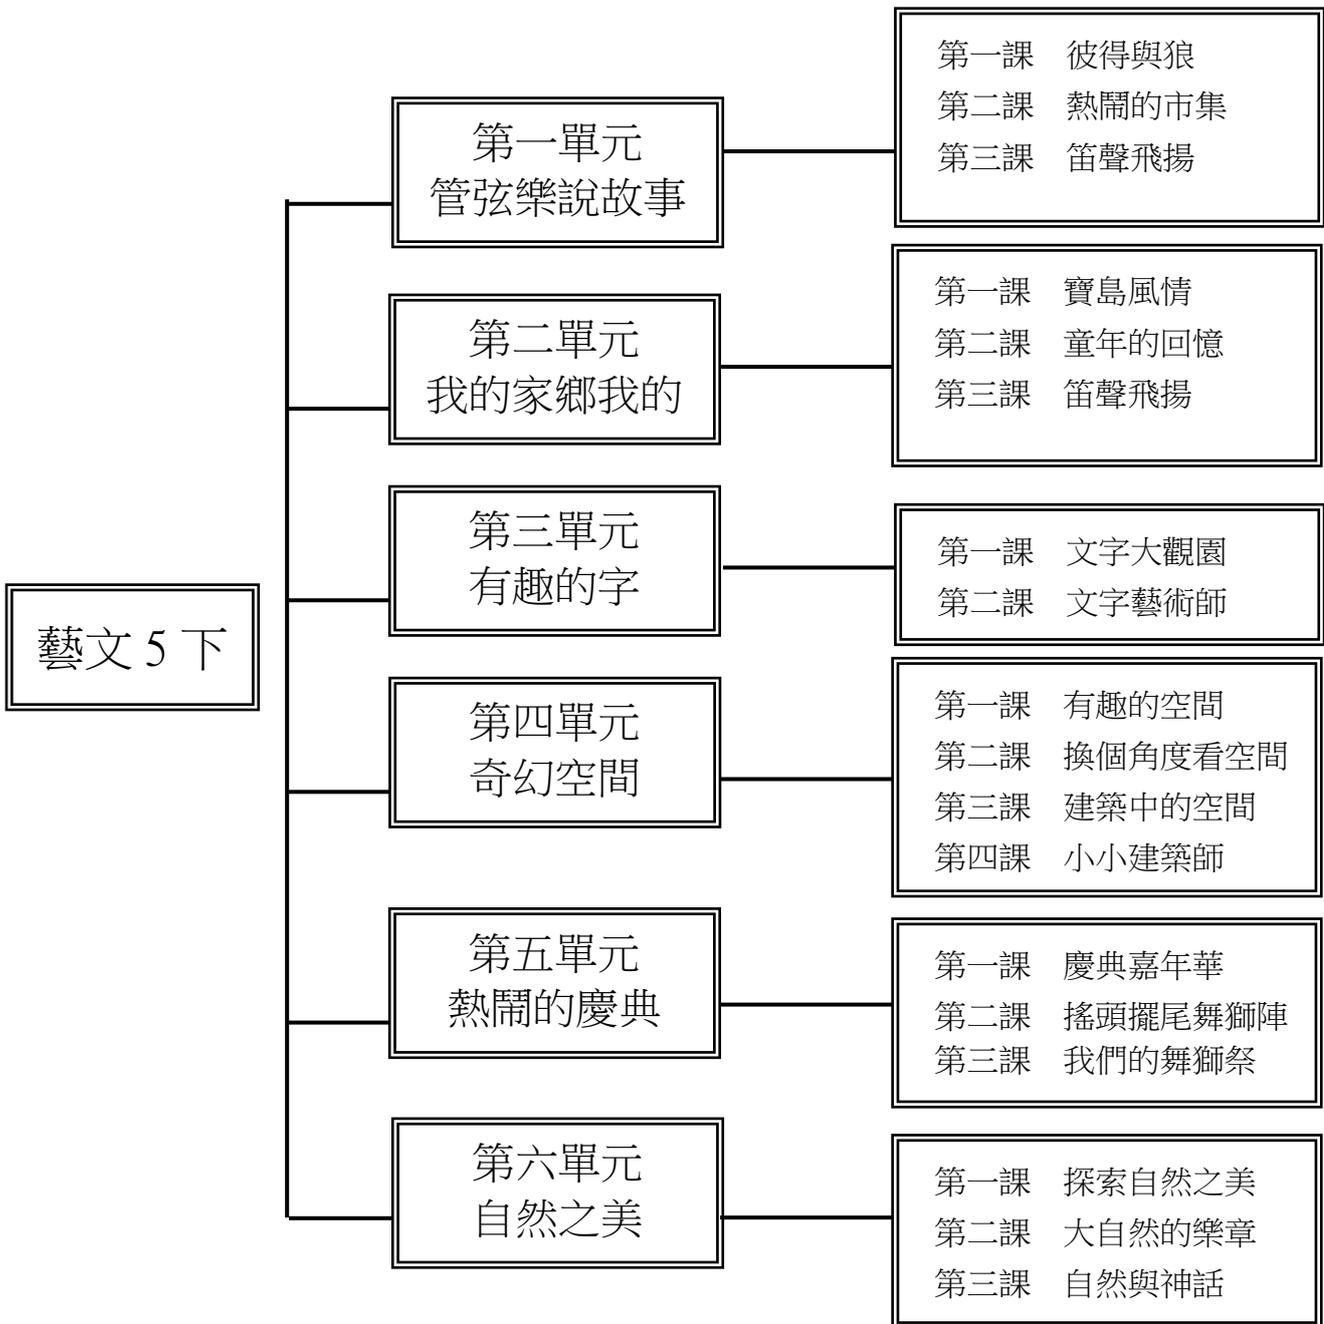 藝文 5 下
第一單元
管弦樂說故事
第一課　彼得與狼
第二課　熱鬧的市集
第三課　笛聲飛揚
第二單元
我的家鄉我的
第一課　寶島風情
第二課　童年的回憶
第三課　笛聲飛揚
第三單元
有趣的字
第一課　文字大觀園
第二課　文字藝術師
第四單元
奇幻空間
第一課　有趣的空間
第二課　換個角度看空間
第三課　建築中的空間
第四課　小小建築師
第五單元
熱鬧的慶典
第一課　慶典嘉年華
第二課　搖頭擺尾舞獅陣
第三課　我們的舞獅祭
第六單元
自然之美
第一課　探索自然之美
第二課　大自然的樂章
第三課　自然與神話